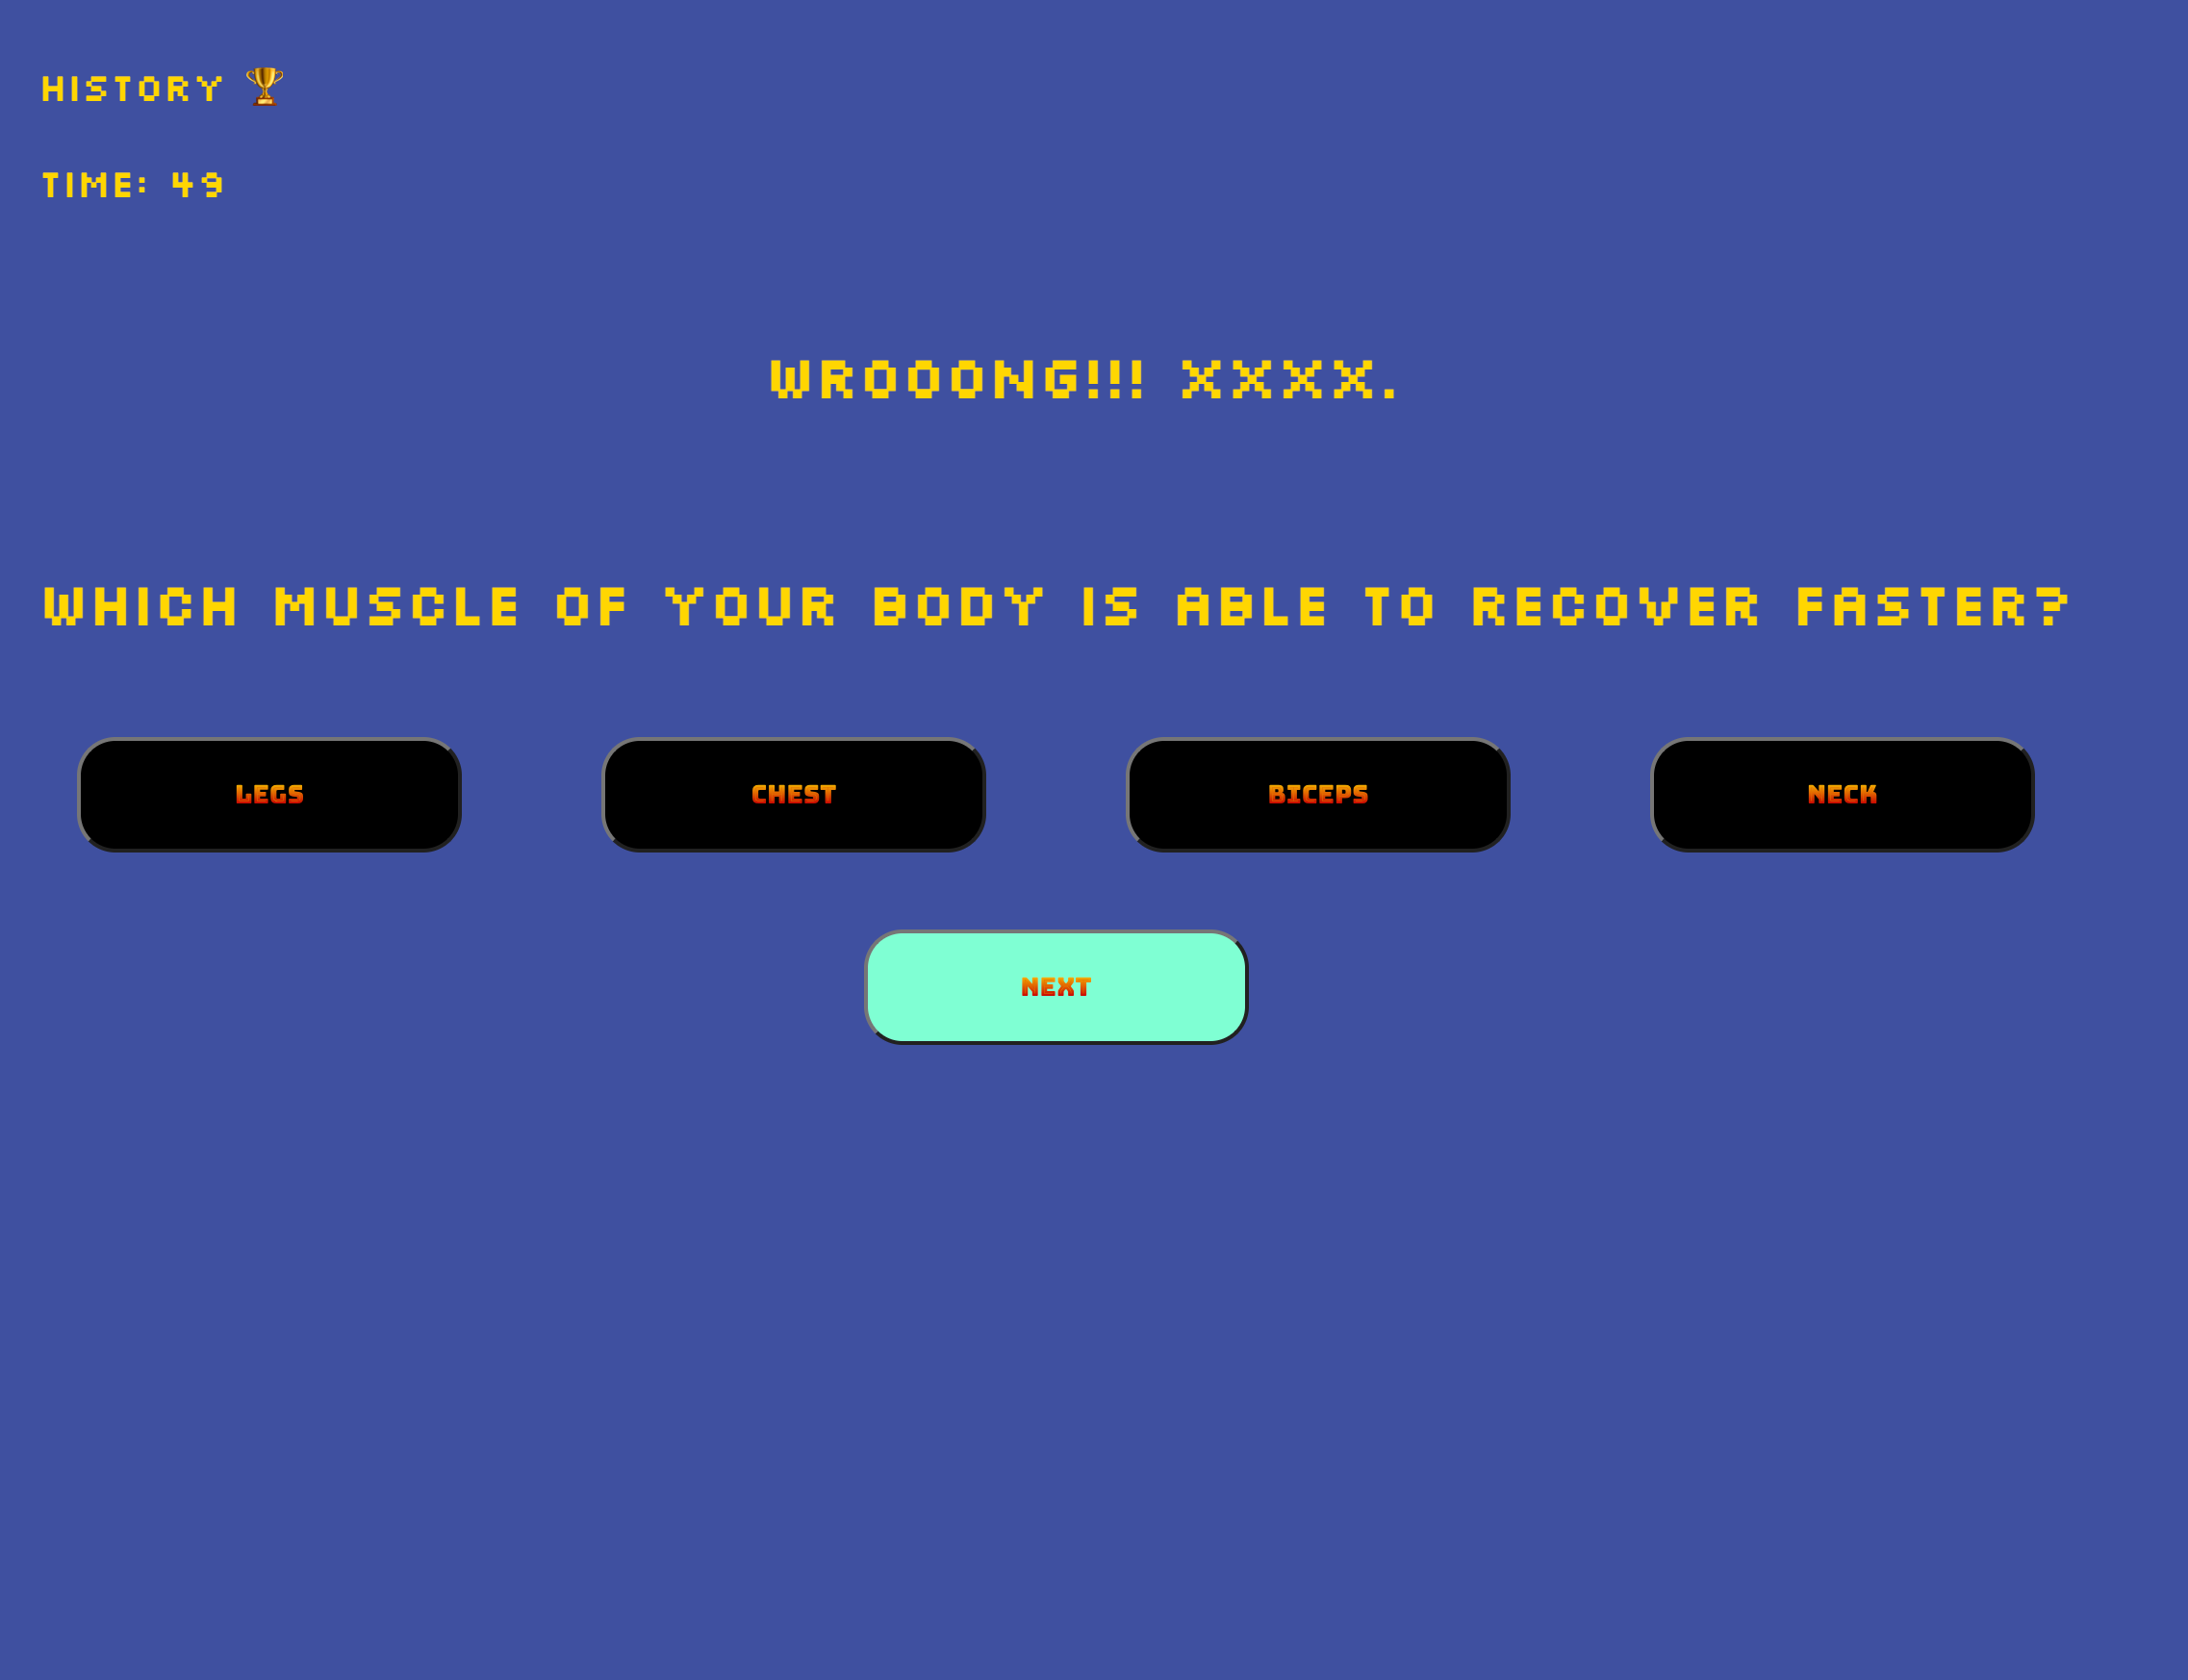 HISTORY 🏆
TIME: 49
WROOONG!!! XXXX.
WHICH MUSCLE OF YOUR BODY IS ABLE TO RECOVER FASTER?
LEGS
CHEST
BICEPS
NECK
NEXT